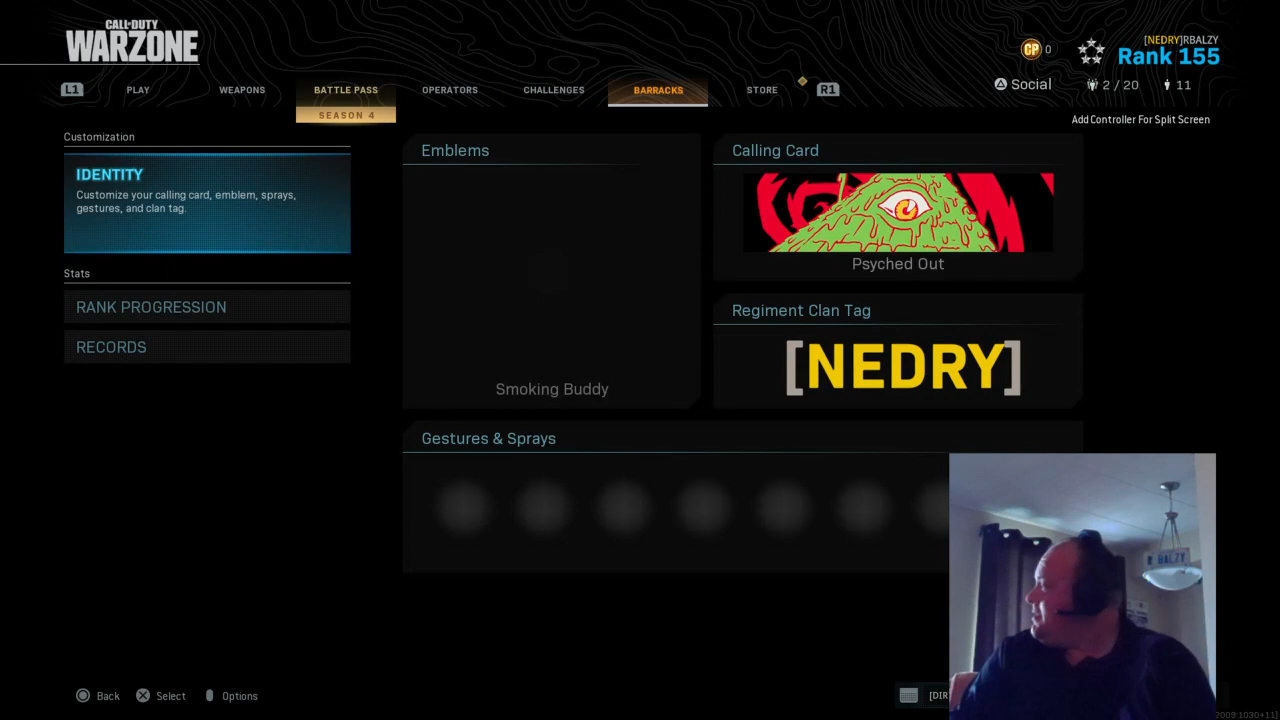 CALL OF DUTY
WARZONE
CP 0
[NEDRY]RBALZY
Rank 155
L1
PLAY
WEAPONS
BATTLE PASS
SEASON 4
OPERATORS
CHALLENGES
BARRACKS
STORE
R1
Social
2 / 20
11
Add Controller For Split Screen
Customization
IDENTITY
Customize your calling card, emblem, sprays,
gestures, and clan tag.
Stats
RANK PROGRESSION
RECORDS
Emblems
Smoking Buddy
Calling Card
Psyched Out
Regiment Clan Tag
[NEDRY]
Gestures & Sprays
R BALZY
Back
Select
Options
[DIR